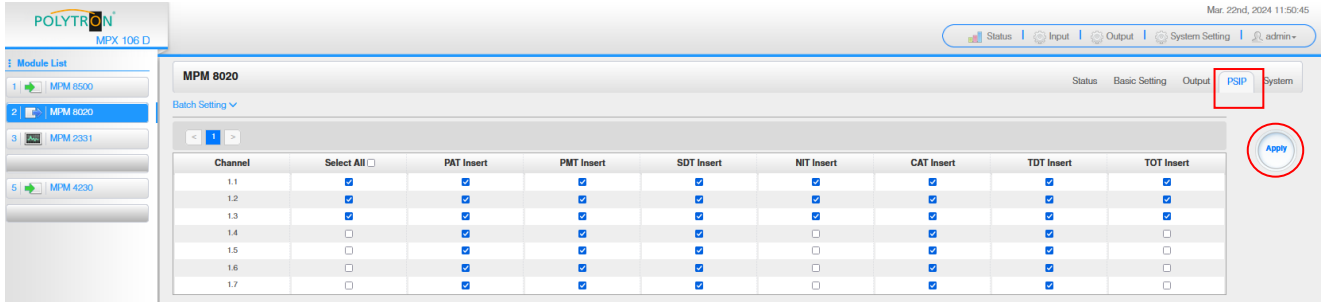 Mar. 22nd, 2024 11:50:45
POLYTRON
MPX 106 D
Status Input Output System Setting admin
Module List
1 MPM 8500
2 MPM 8020
3 MPM 2331
5 MPM 4230
MPM 8020
Status Basic Setting Output PSIP System
Batch Setting
< 1 >
Apply
Channel Select All PAT Insert PMT Insert SDT Insert NIT Insert CAT Insert TDT Insert TOT Insert
1.1
1.2
1.3
1.4
1.5
1.6
1.7